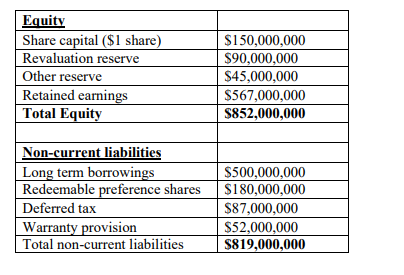 Equity
Share capital ($1 share) $150,000,000
Revaluation reserve $90,000,000
Other reserve $45,000,000
Retained earnings $567,000,000
Total Equity $852,000,000
Non-current liabilities
Long term borrowings $500,000,000
Redeemable preference shares $180,000,000
Deferred tax $87,000,000
Warranty provision $52,000,000
Total non-current liabilities $819,000,000